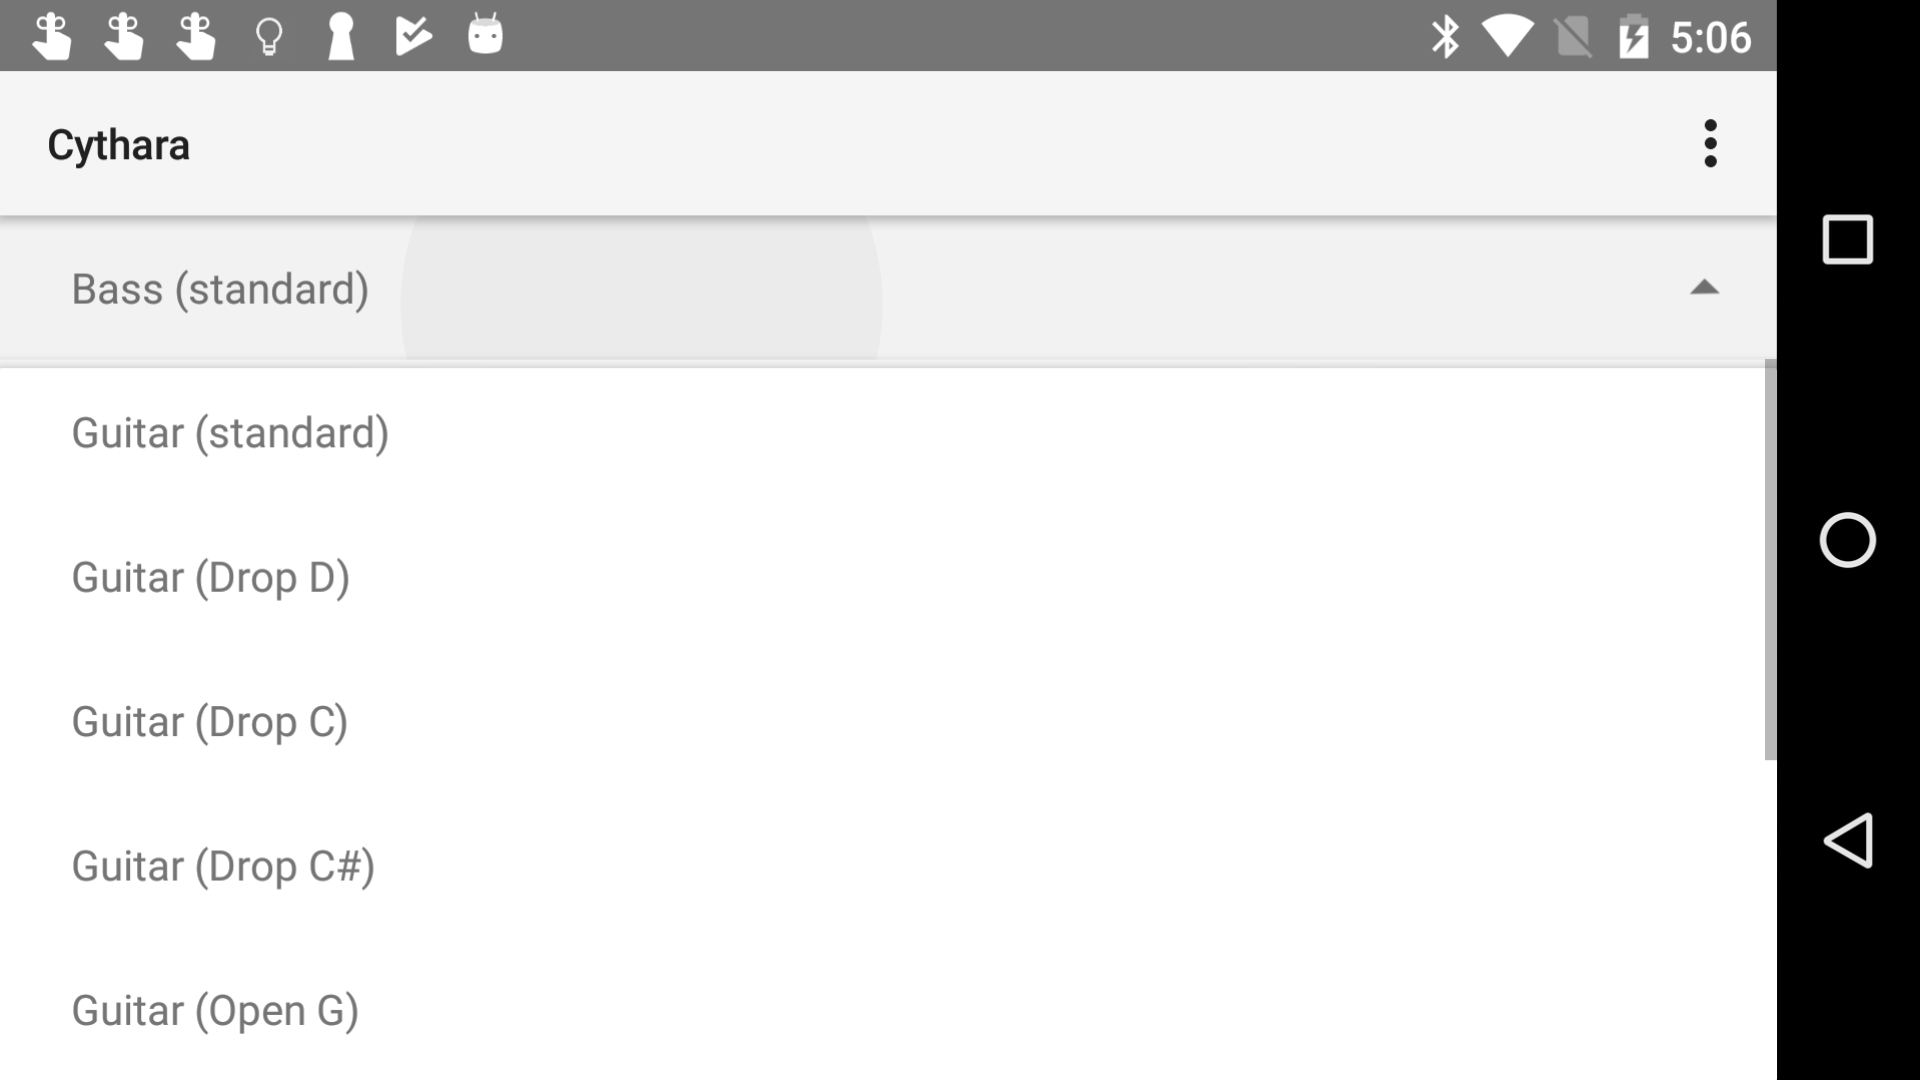 5:06
Cythara
Bass (standard)
Guitar (standard)
Guitar (Drop D)
Guitar (Drop C)
Guitar (Drop C#)
Guitar (Open G)